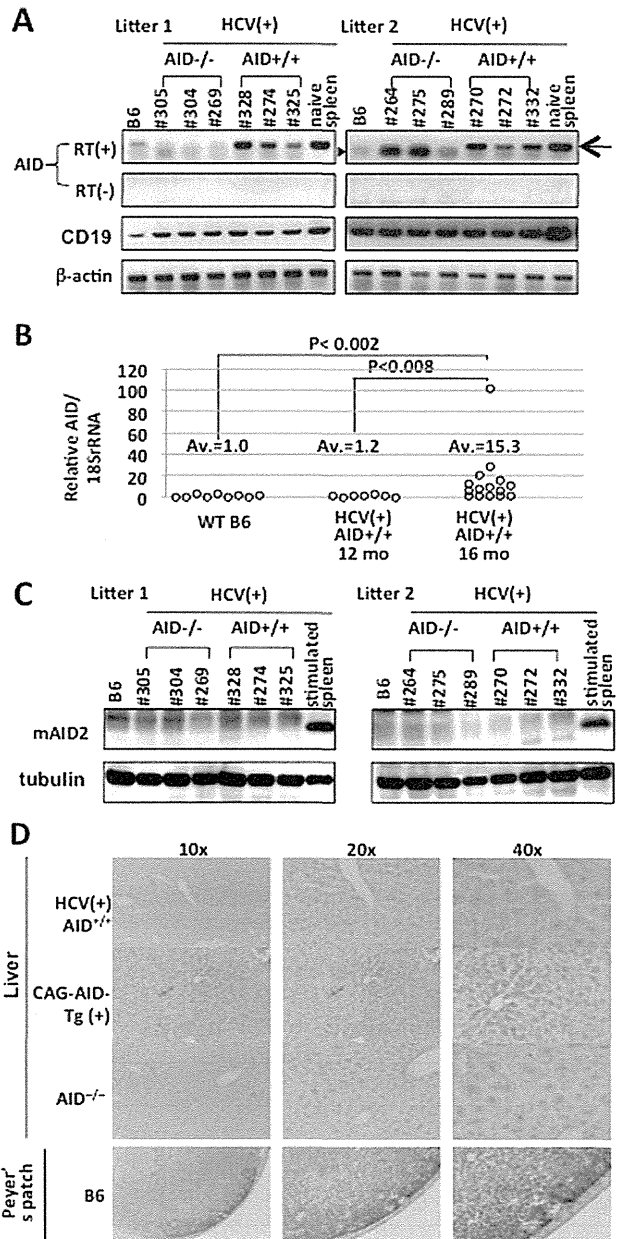 A
Litter 1 HCV(+) Litter 2 HCV(+)
AID-/- AID+/+ AID-/- AID+/+
B6 #305 #304 #269 #328 #274 #325 naive spleen B6 #264 #275 #289 #270 #272 #332 naive spleen
AID RT(+)
RT(-)
CD19
β-actin
B
P< 0.002
P<0.008
Relative AID/
18SrRNA
120
100
80
60
40
20
0
Av.=1.0 Av.=1.2 Av.=15.3
WT B6 HCV(+) HCV(+)
AID+/+ AID+/+
12 mo 16 mo
C
Litter 1 HCV(+) Litter 2 HCV(+)
AID-/- AID+/+ AID-/- AID+/+
B6 #305 #304 #269 #328 #274 #325 stimulated spleen B6 #264 #275 #289 #270 #272 #332 stimulated spleen
mAID2
tubulin
D
10x 20x 40x
Liver
HCV(+)
AID+/+
CAG-AID-
Tg (+)
AID-/-
Peyer'
s patch
B6